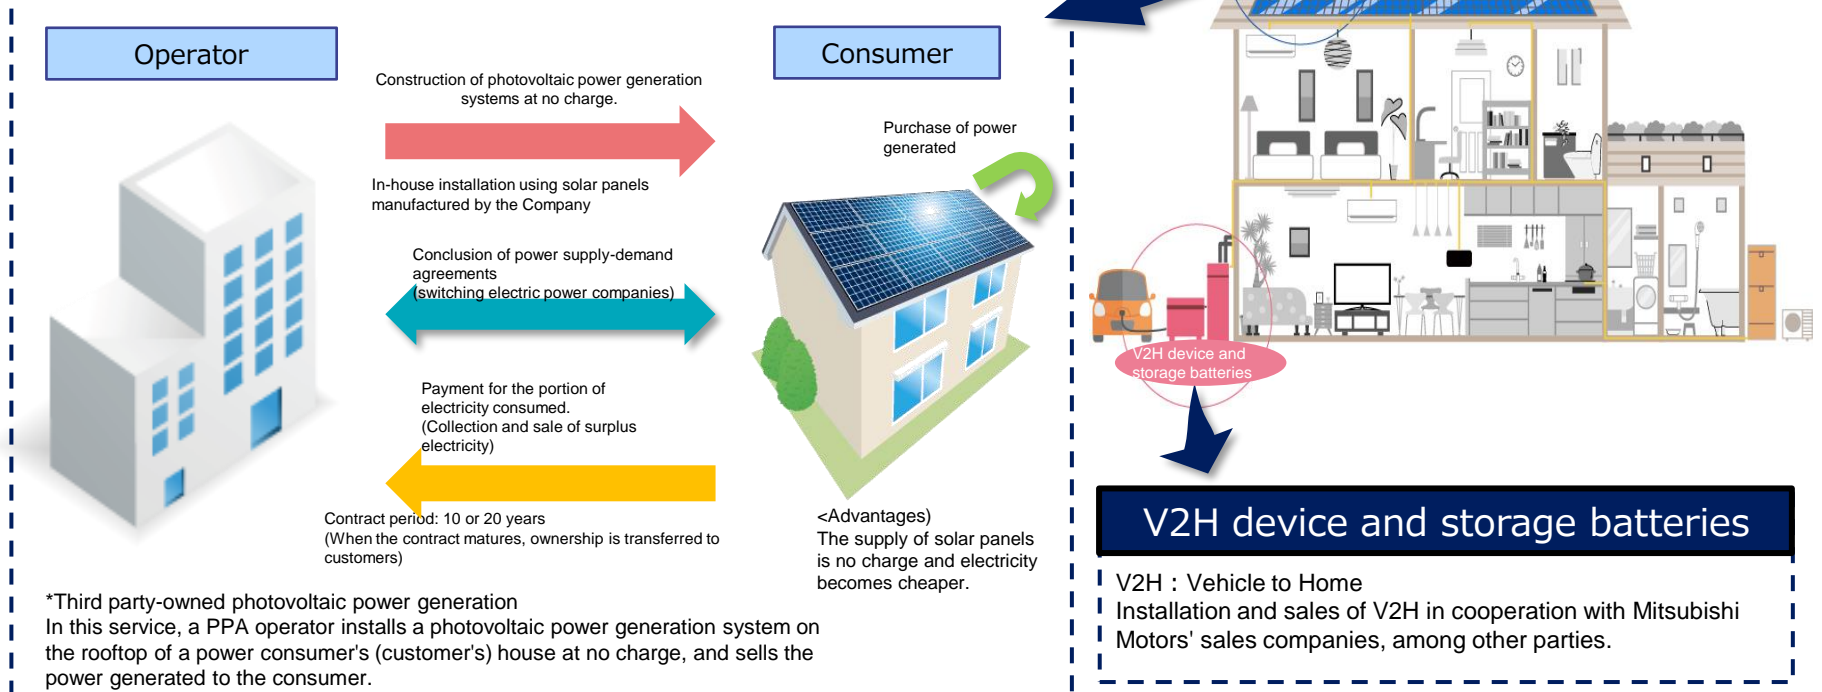 Operator
Consumer
Construction of photovoltaic power generation
systems at no charge.
In-house installation using solar panels
manufactured by the Company
Purchase of power
generated
Conclusion of power supply-demand
agreements
(switching electric power companies)
Payment for the portion of
electricity consumed.
(Collection and sale of surplus
electricity)
Contract period: 10 or 20 years
(When the contract matures, ownership is transferred to
customers)
<Advantages)
The supply of solar panels
is no charge and electricity
becomes cheaper.
*Third party-owned photovoltaic power generation
In this service, a PPA operator installs a photovoltaic power generation system on
the rooftop of a power consumer's (customer's) house at no charge, and sells the
power generated to the consumer.
V2H device and
storage batteries
V2H device and storage batteries
V2H : Vehicle to Home
Installation and sales of V2H in cooperation with Mitsubishi
Motors' sales companies, among other parties.